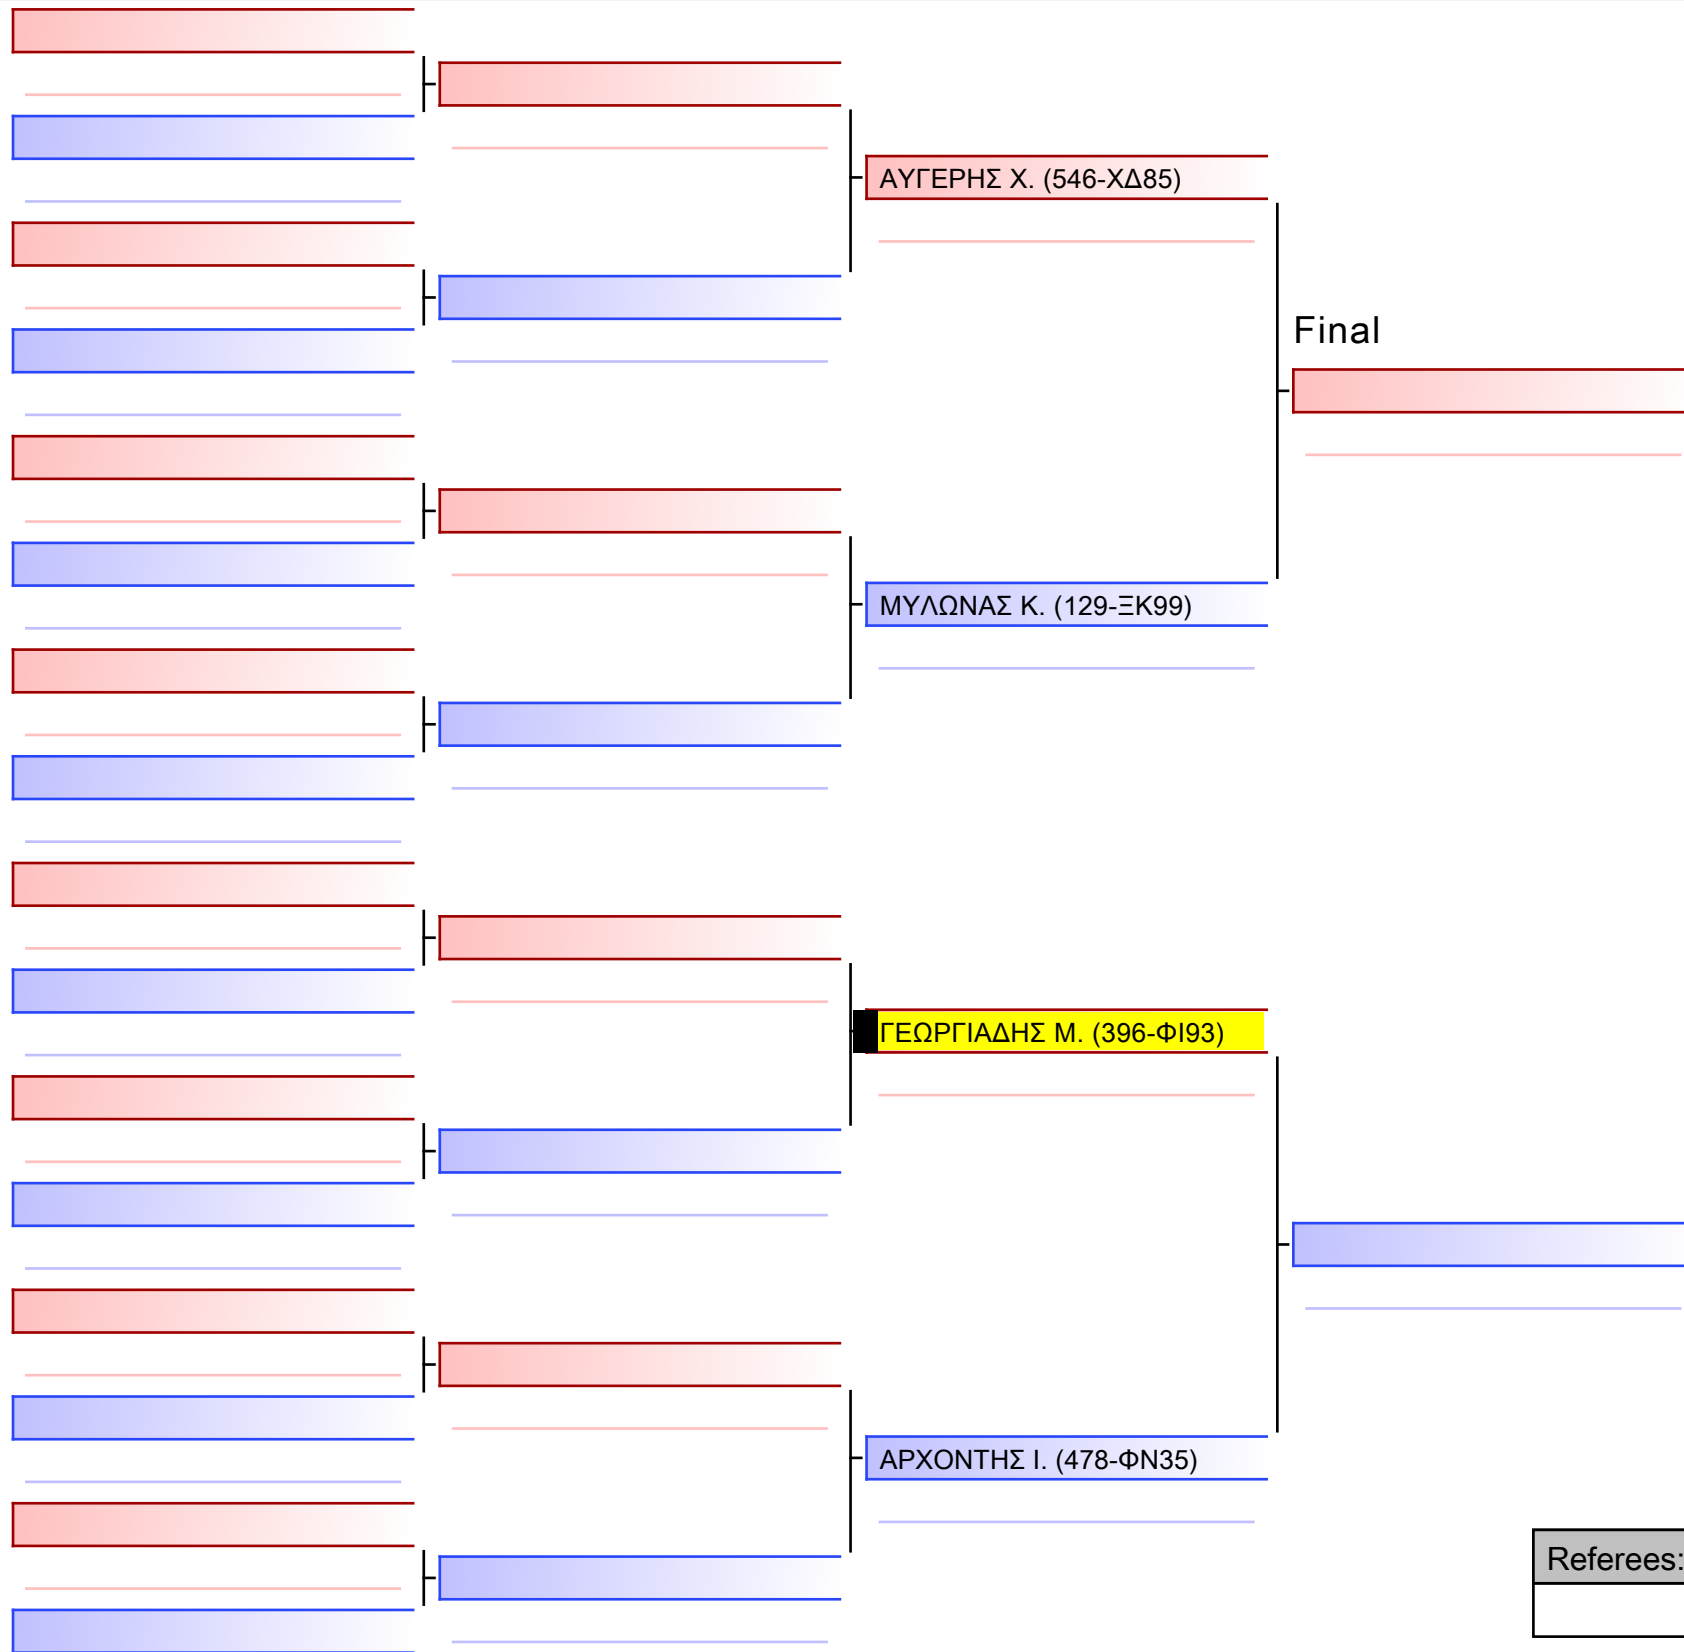 ΑΥΓΕΡΗΣ Χ. (546-ΧΔ85)
Final
ΜΥΛΩΝΑΣ Κ. (129-ΞΚ99)
ΓΕΩΡΓΙΑΔΗΣ Μ. (396-ΦΙ93)
ΑΡΧΟΝΤΗΣ Ι. (478-ΦΝ35)
Referees: